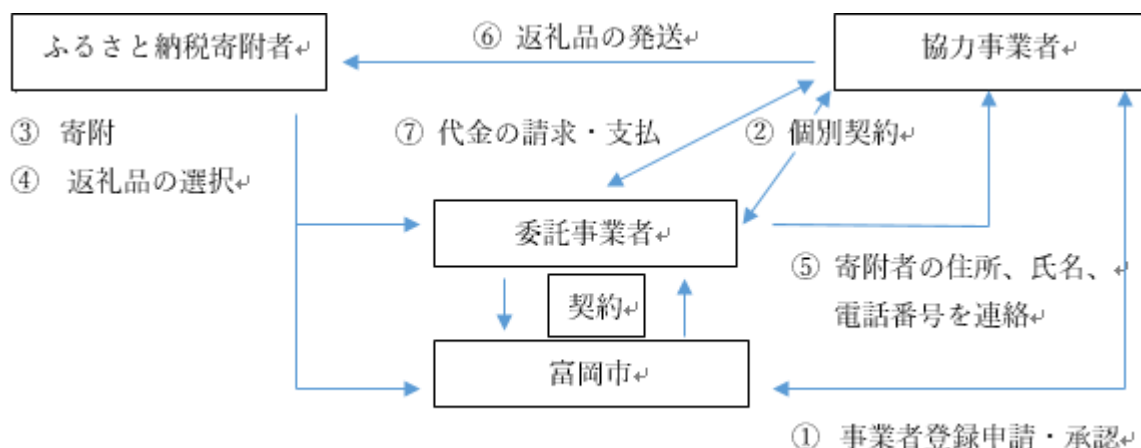 ふるさと納税寄附者
⑥ 返礼品の発送
協力事業者
③ 寄附
④ 返礼品の選択
⑦ 代金の請求・支払
② 個別契約
委託事業者
⑤ 寄附者の住所、氏名、
電話番号を連絡
契約
富岡市
① 事業者登録申請・承認